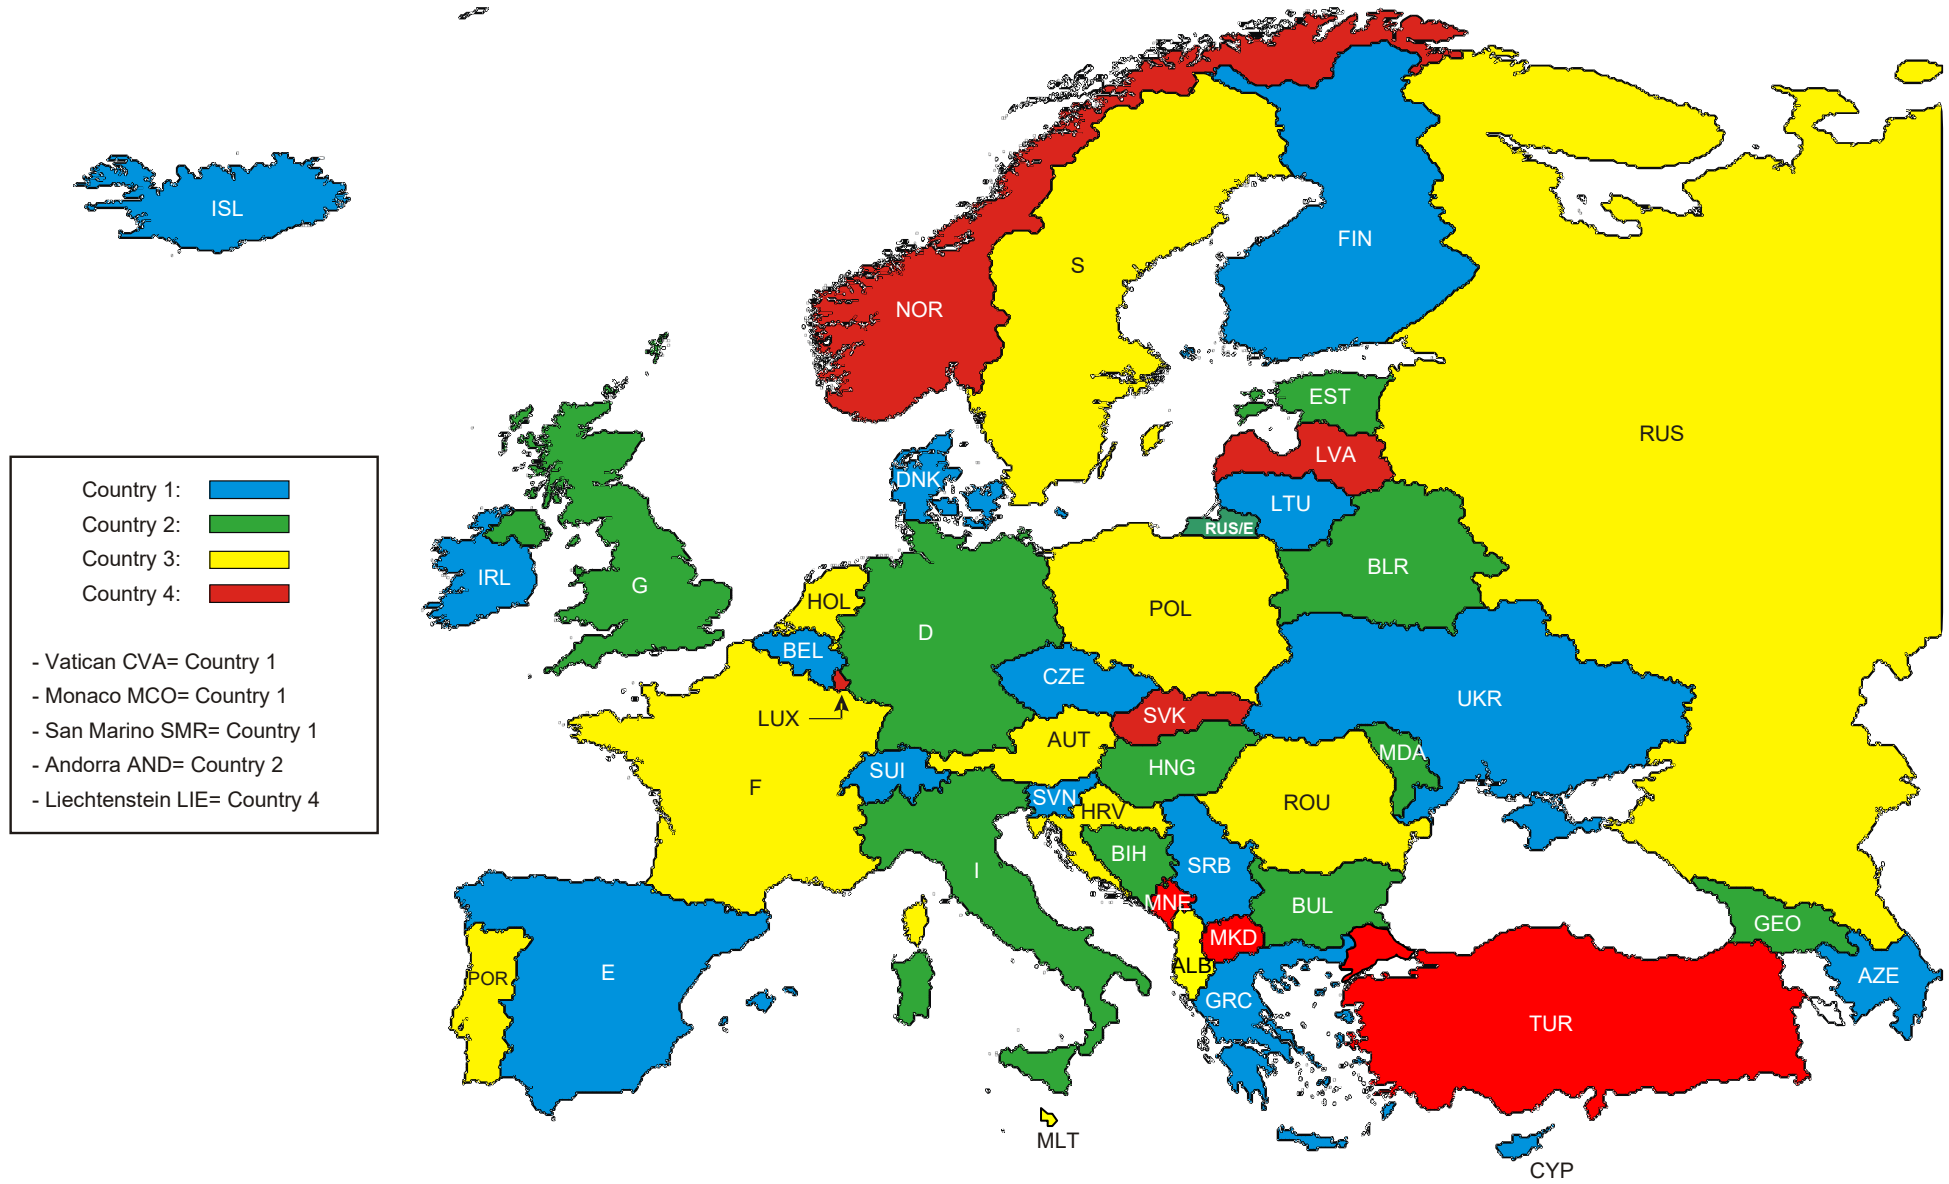 ISL
FIN
S
NOR
EST
RUS
LVA
DNK
LTU
RUS/E
BLR
Country 1:
Country 2:
Country 3:
Country 4:
- Vatican CVA= Country 1
- Monaco MCO= Country 1
- San Marino SMR= Country 1
- Andorra AND= Country 2
- Liechtenstein LIE= Country 4
IRL
G
HOL
D
POL
BEL
CZE
UKR
LUX
SVK
AUT
MDA
HNG
SUI
F
SVN
HRV
ROU
BIH
SRB
I
MNE
BUL
GEO
MKD
ALB
E
POR
GRC
AZE
TUR
MLT
CYP